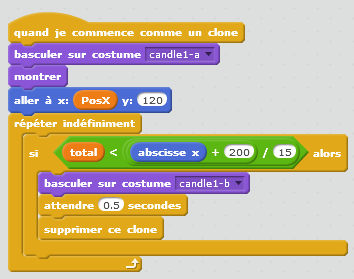 quand je commence comme un clone
basculer sur costume candle1-a
montrer
aller à x: PosX y: 120
répéter indéfiniment
si total < abscisse x + 200 / 15 alors
basculer sur costume candle1-b
attendre 0.5 secondes
supprimer ce clone